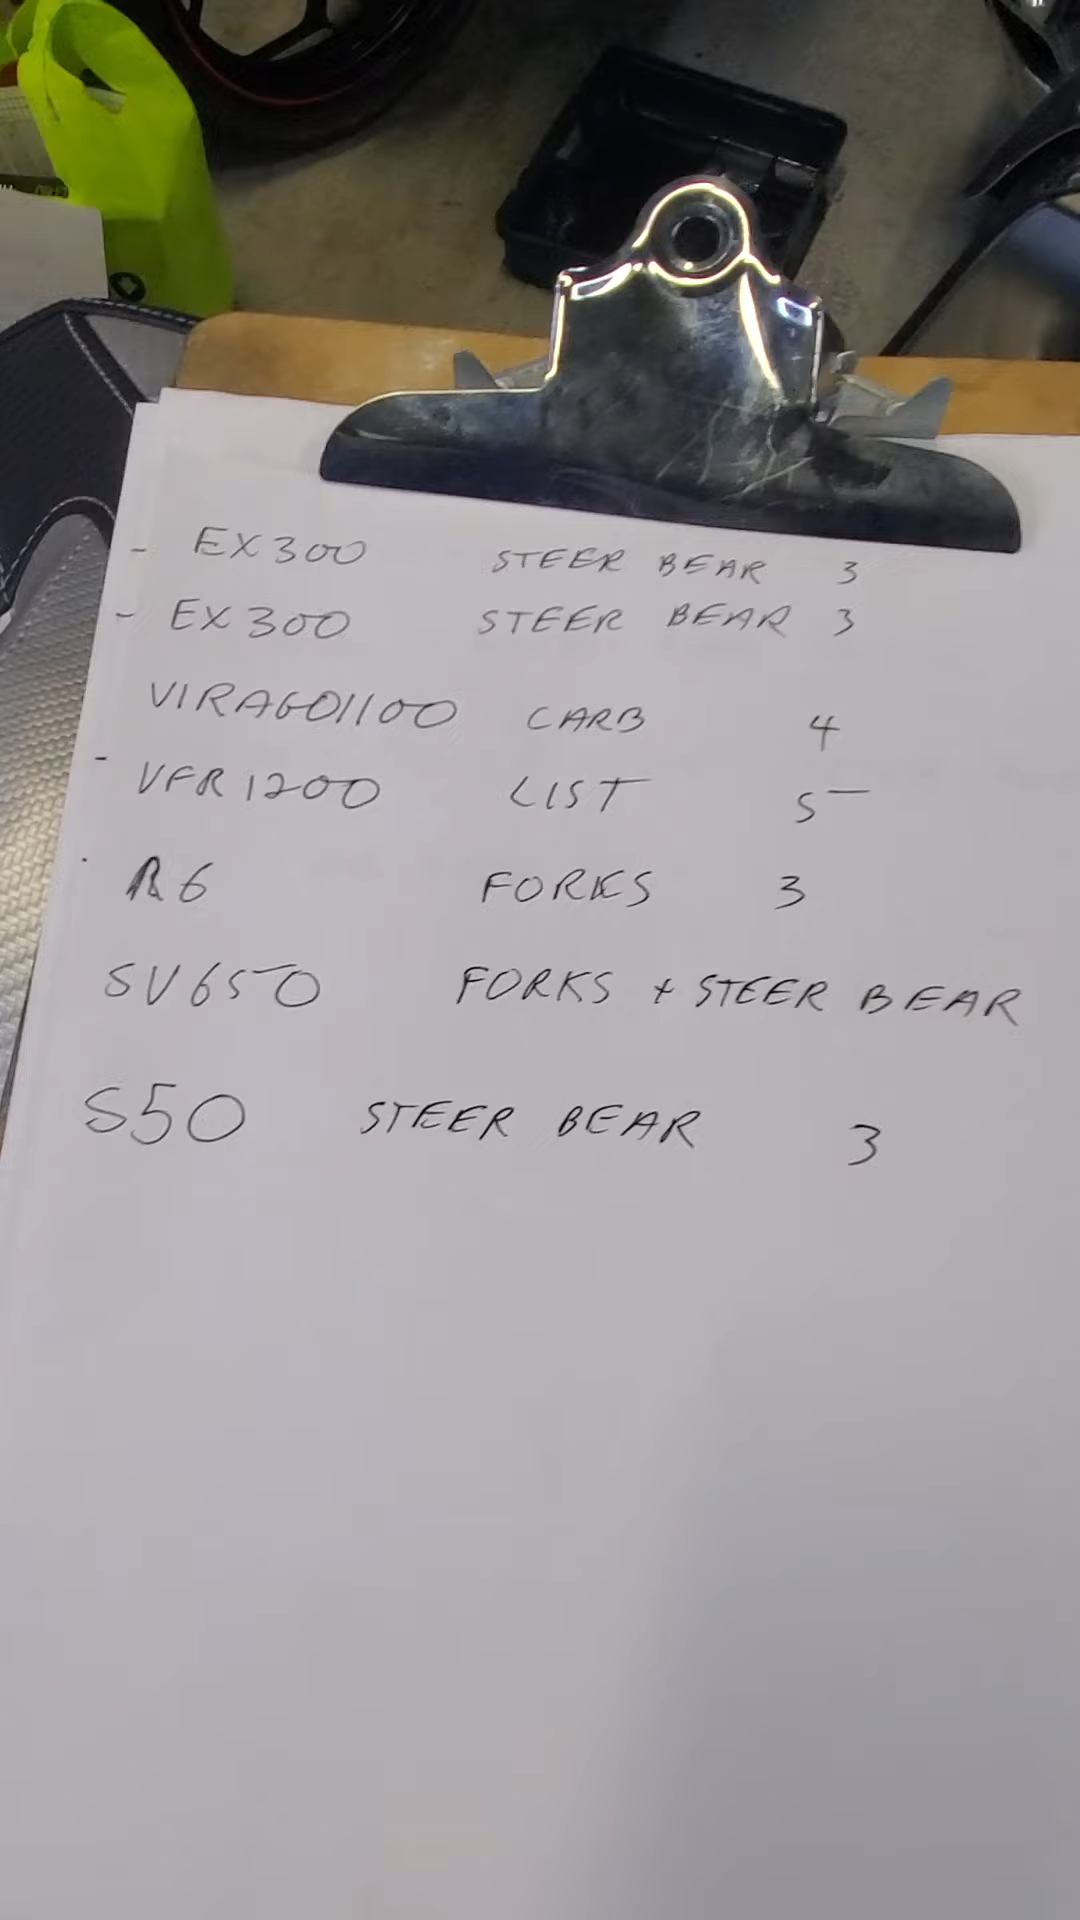 - EX300 STEER BEAR 3
- EX300 STEER BEAR 3
VIRAGO1100 CARB 4
- VFR1200 LIST 5
· R6 FORKS 3
SV650 FORKS + STEER BEAR
S50 STEER BEAR 3